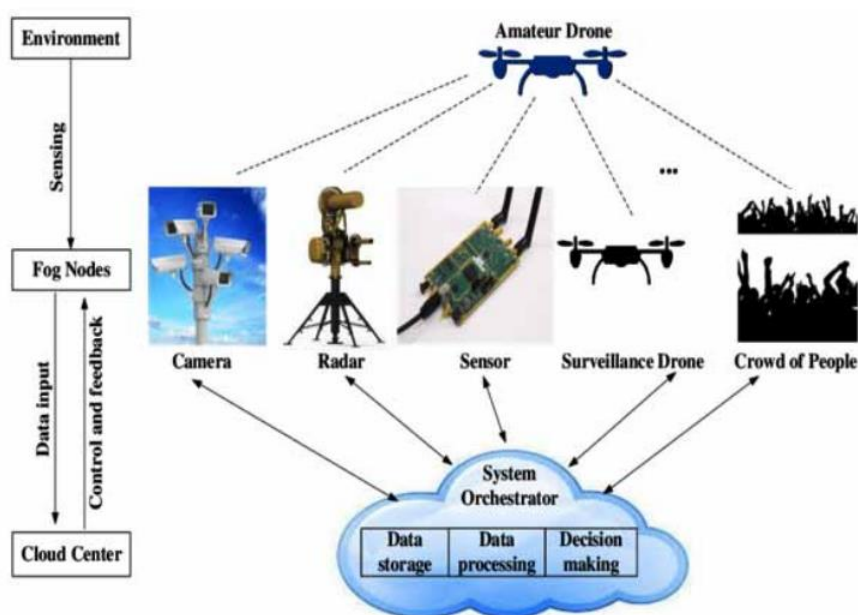 Environment
Amateur Drone
Sensing
...
Fog Nodes
Camera
Radar
Sensor
Surveillance Drone
Crowd of People
Data input
Control and feedback
System
Orchestrator
Cloud Center
Data
storage
Data
processing
Decision
making